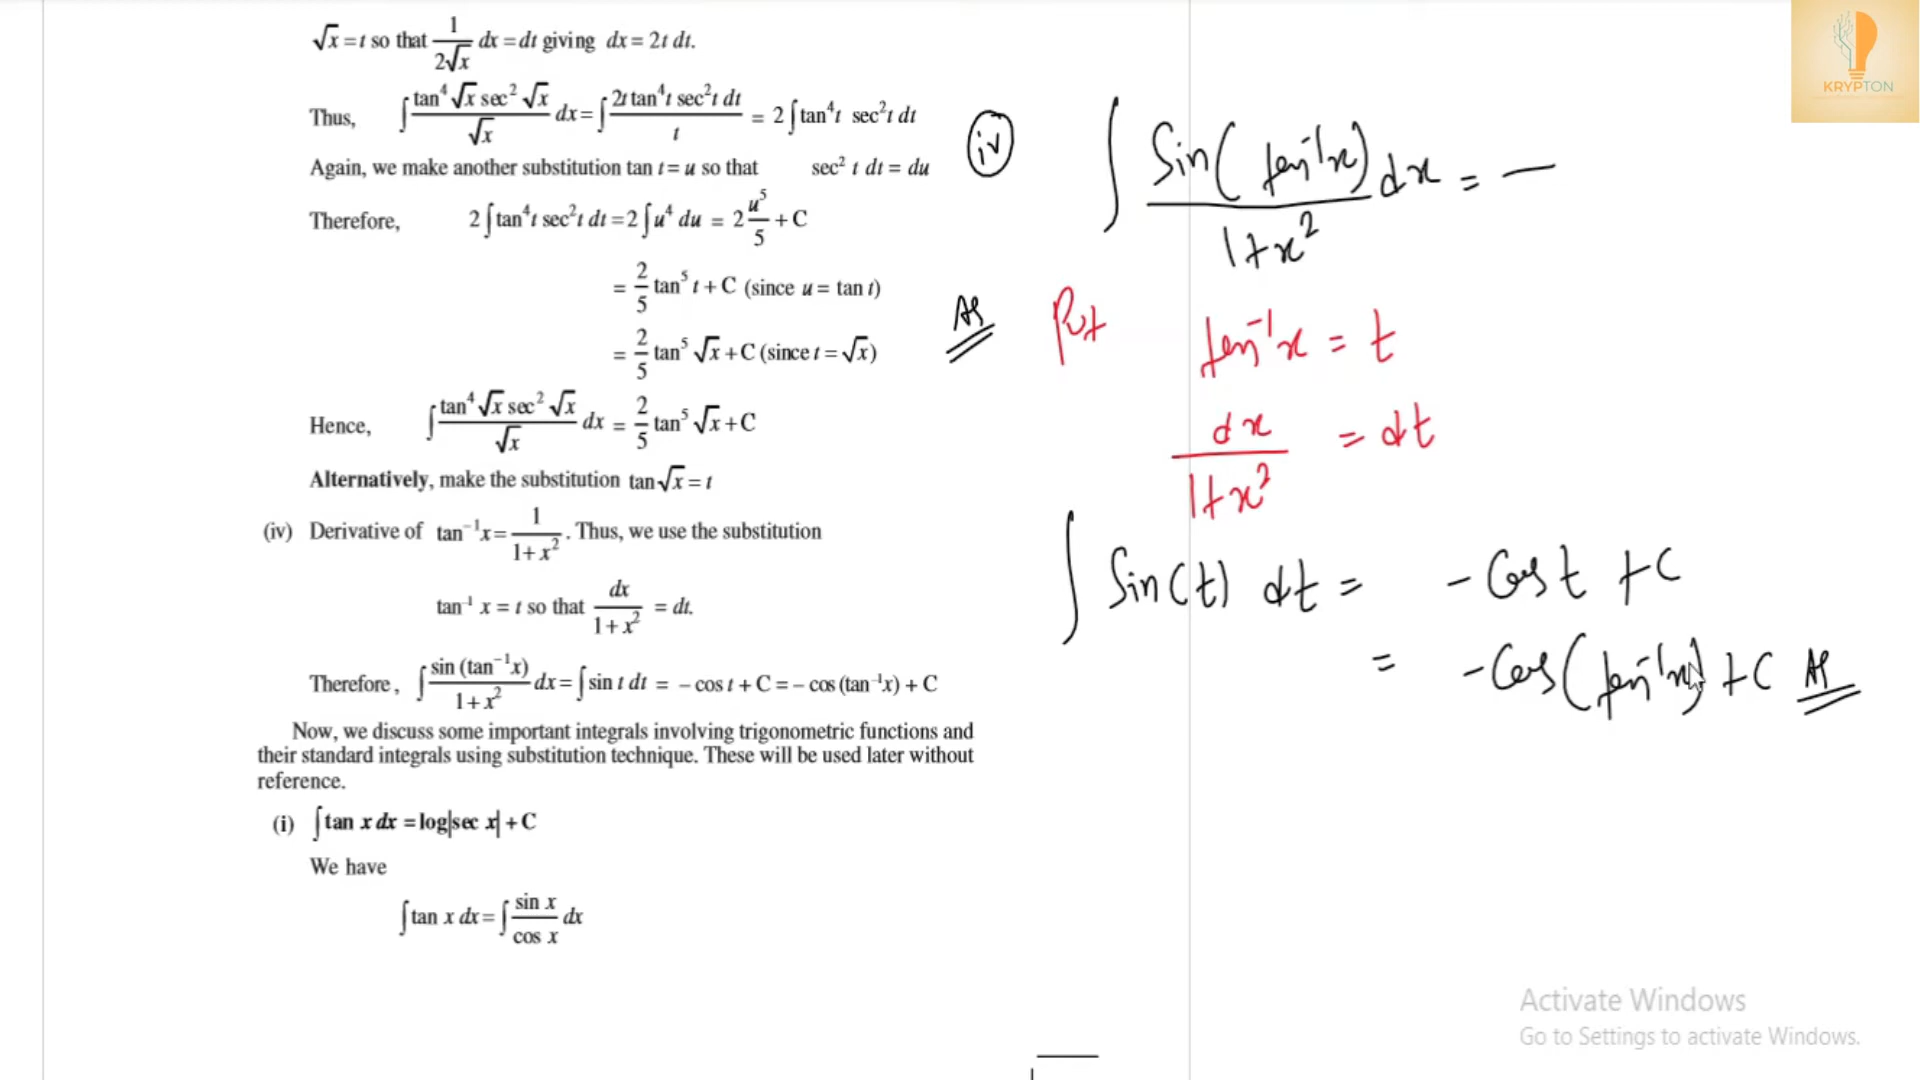 √x = t so that 1/(2√x) dx = dt giving dx = 2t dt.
Thus, ∫ (tan⁴ √x sec² √x)/√x dx = ∫ (2t tan⁴t sec²t dt)/t = 2 ∫ tan⁴t sec²t dt
Again, we make another substitution tan t = u so that sec² t dt = du
Therefore, 2 ∫ tan⁴t sec²t dt = 2 ∫ u⁴ du = 2 u⁵/5 + C
= 2/5 tan⁵ t + C (since u = tan t)
= 2/5 tan⁵ √x + C (since t = √x)
Hence, ∫ (tan⁴ √x sec² √x)/√x dx = 2/5 tan⁵ √x + C
Alternatively, make the substitution tan √x = t
(iv) Derivative of tan⁻¹x = 1/(1+x²). Thus, we use the substitution
tan⁻¹ x = t so that dx/(1+x²) = dt.
Therefore, ∫ sin (tan⁻¹x)/(1+x²) dx = ∫ sin t dt = – cos t + C = – cos (tan⁻¹x) + C
Now, we discuss some important integrals involving trigonometric functions and
their standard integrals using substitution technique. These will be used later without
reference.
(i) ∫ tan x dx = log|sec x| + C
We have
∫ tan x dx = ∫ sin x/cos x dx
KRYPTON
(iv) ∫ Sin(tan⁻¹x)/(1+x²) dx = —
Put tan⁻¹x = t
dx/(1+x²) = dt
∫ Sin(t) dt = - Cos t + C
= - Cos(tan⁻¹x) + C
Activate Windows
Go to Settings to activate Windows.